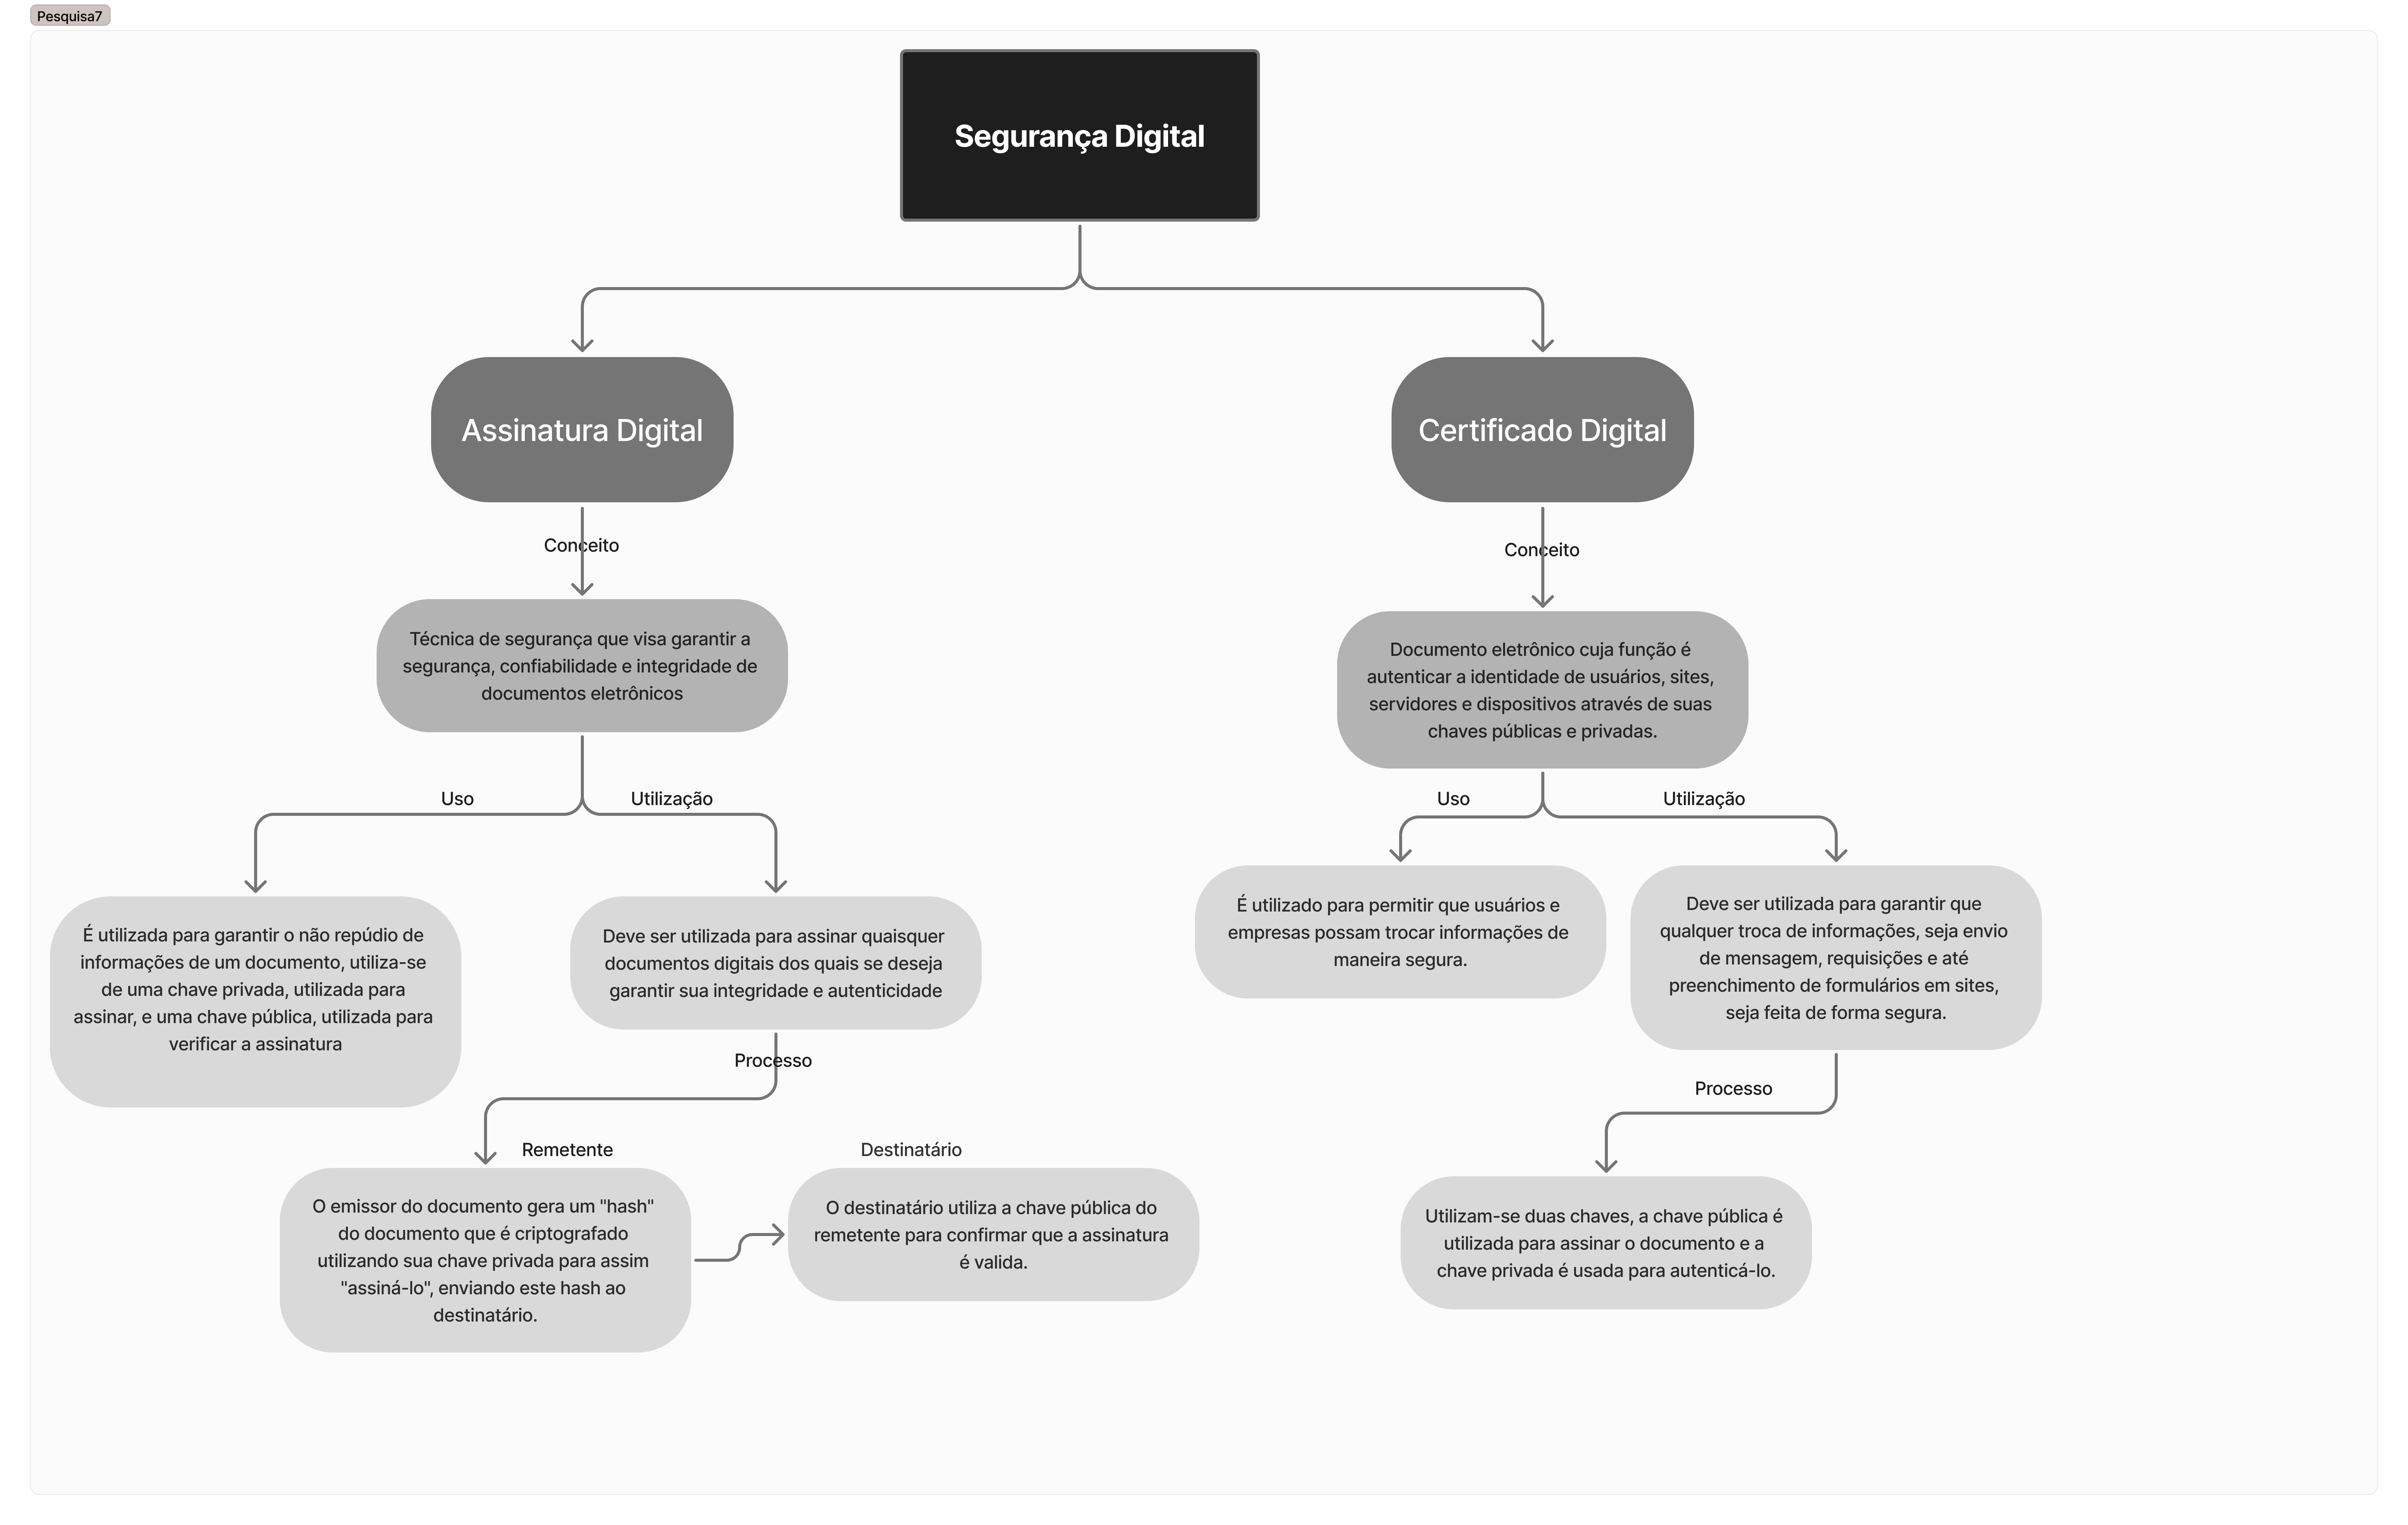 Pesquisa7
Segurança Digital
Assinatura Digital
Certificado Digital
Conceito
Conceito
Técnica de segurança que visa garantir a
segurança, confiabilidade e integridade de
documentos eletrônicos
Documento eletrônico cuja função é
autenticar a identidade de usuários, sites,
servidores e dispositivos através de suas
chaves públicas e privadas.
Uso
Utilização
Uso
Utilização
É utilizada para garantir o não repúdio de
informações de um documento, utiliza-se
de uma chave privada, utilizada para
assinar, e uma chave pública, utilizada para
verificar a assinatura
Deve ser utilizada para assinar quaisquer
documentos digitais dos quais se deseja
garantir sua integridade e autenticidade
É utilizado para permitir que usuários e
empresas possam trocar informações de
maneira segura.
Deve ser utilizada para garantir que
qualquer troca de informações, seja envio
de mensagem, requisições e até
preenchimento de formulários em sites,
seja feita de forma segura.
Processo
Processo
Remetente
Destinatário
O emissor do documento gera um "hash"
do documento que é criptografado
utilizando sua chave privada para assim
"assiná-lo", enviando este hash ao
destinatário.
O destinatário utiliza a chave pública do
remetente para confirmar que a assinatura
é valida.
Utilizam-se duas chaves, a chave pública é
utilizada para assinar o documento e a
chave privada é usada para autenticá-lo.